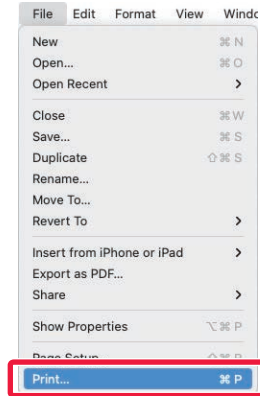 File Edit Format View Windo
New ⌘ N
Open... ⌘ O
Open Recent >
Close ⌘ W
Save... ⌘ S
Duplicate ⇧ ⌘ S
Rename...
Move To...
Revert To >
Insert from iPhone or iPad >
Export as PDF...
Share >
Show Properties ⌥ ⌘ P
Page Setup ⇧ ⌘ P
Print... ⌘ P